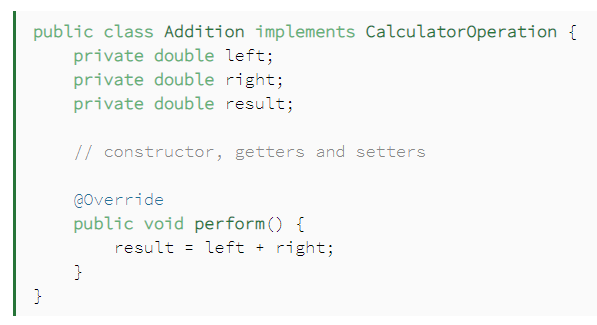 public class Addition implements CalculatorOperation {
    private double left;
    private double right;
    private double result;

    // constructor, getters and setters

    @Override
    public void perform() {
        result = left + right;
    }
}